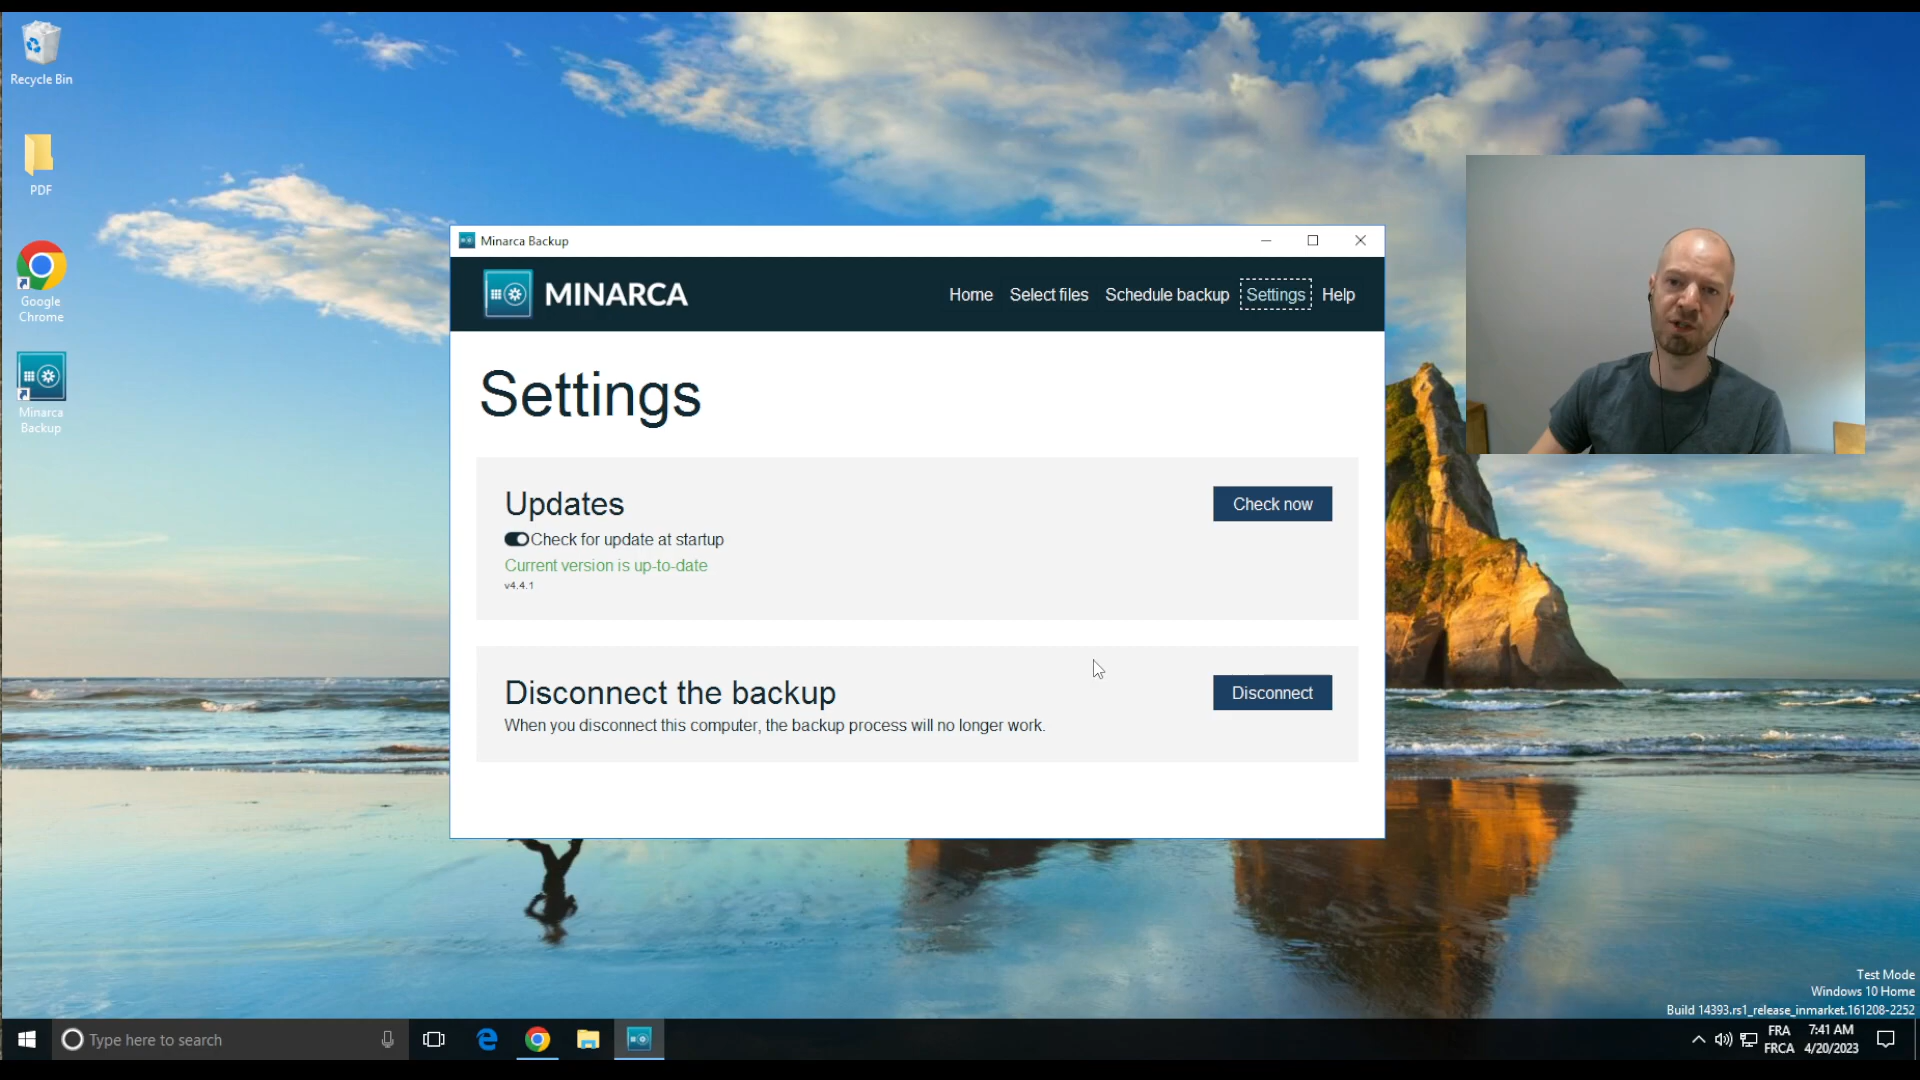 Recycle Bin
PDF
Google
Chrome
Minarca
Backup
Minarca Backup
MINARCA
Home Select files Schedule backup Settings Help
Settings
Updates
Check now
Check for update at startup
Current version is up-to-date
v4.4.1
Disconnect the backup
Disconnect
When you disconnect this computer, the backup process will no longer work.
Test Mode
Windows 10 Home
Build 14393.rs1_release_inmarket.161208-2252
Type here to search
FRA
FRCA
7:41 AM
4/20/2023